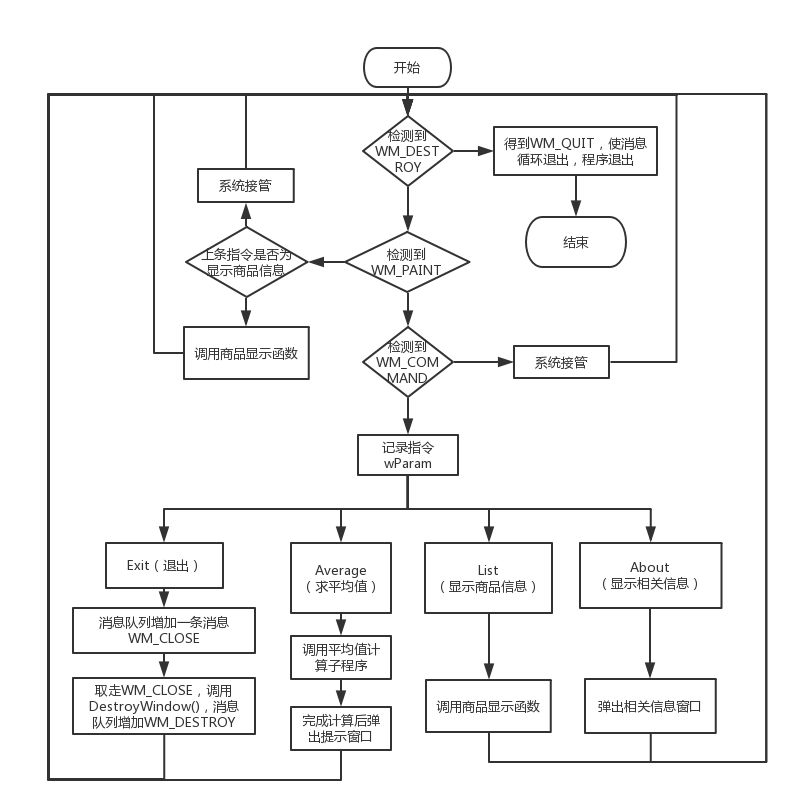 开始
检测到
WM_DEST
ROY
得到WM_QUIT，使消息
循环退出，程序退出
系统接管
结束
上条指令是否为
显示商品信息
检测到
WM_PAINT
调用商品显示函数
检测到
WM_COM
MAND
系统接管
记录指令
wParam
Exit（退出）
Average
（求平均值）
List
（显示商品信息）
About
（显示相关信息）
消息队列增加一条消息
WM_CLOSE
调用平均值计
算子程序
取走WM_CLOSE，调用
DestroyWindow()，消息
队列增加WM_DESTROY
完成计算后弹
出提示窗口
调用商品显示函数
弹出相关信息窗口